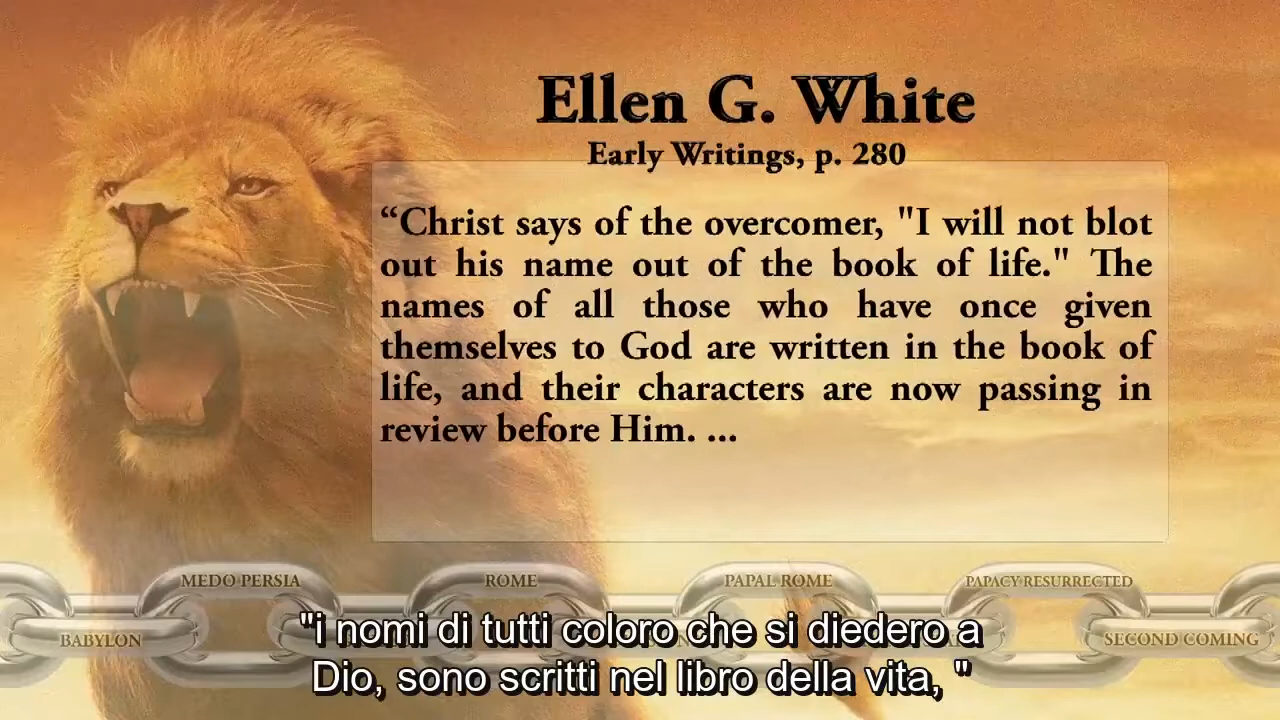 Ellen G. White
Early Writings, p. 280
“Christ says of the overcomer, "I will not blot
out his name out of the book of life." The
names of all those who have once given
themselves to God are written in the book of
life, and their characters are now passing in
review before Him. ...
MEDO PERSIA
ROME
PAPAL ROME
PAPACY RESURRECTED
BABYLON
SECOND COMING
"i nomi di tutti coloro che si diedero a
Dio, sono scritti nel libro della vita, "